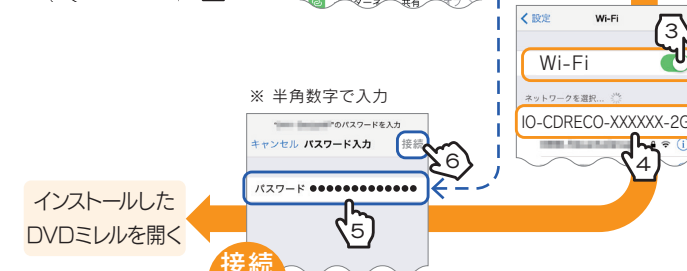 設定 Wi-Fi
3
Wi-Fi
ネットワークを選択...
IO-CDRECO-XXXXXX-2G
4
※ 半角数字で入力
のパスワードを入力
キャンセル パスワード入力 接続
6
パスワード ●●●●●●●●●●●●●
5
インストールした
DVDミレルを開く
接続